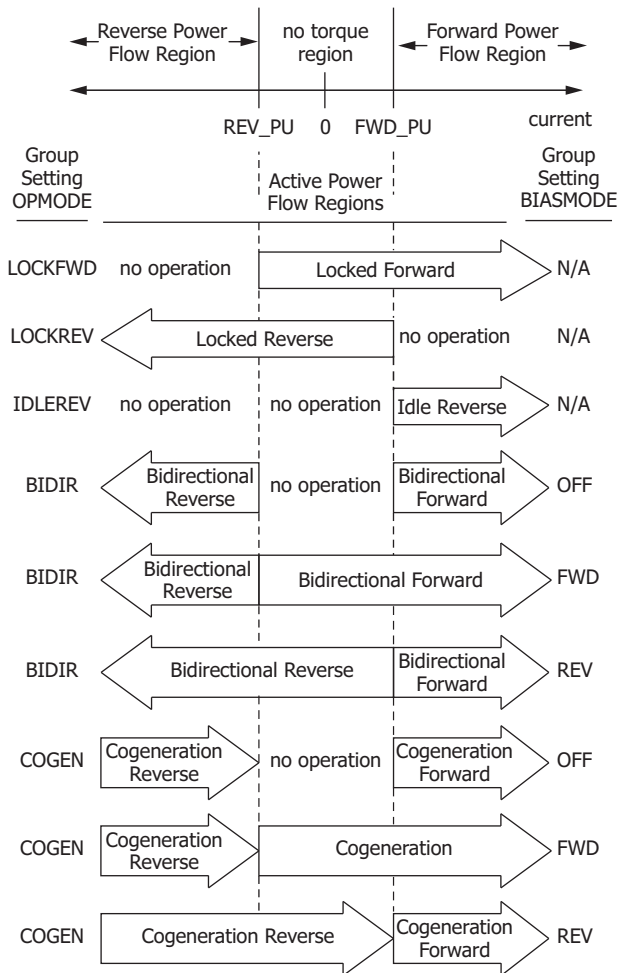 Reverse Power
Flow Region
no torque
region
Forward Power
Flow Region
REV_PU
0
FWD_PU
current
Group
Setting
OPMODE
Active Power
Flow Regions
Group
Setting
BIASMODE
LOCKFWD
no operation
Locked Forward
N/A
LOCKREV
Locked Reverse
no operation
N/A
IDLEREV
no operation
no operation
Idle Reverse
N/A
BIDIR
Bidirectional
Reverse
no operation
Bidirectional
Forward
OFF
BIDIR
Bidirectional
Reverse
Bidirectional Forward
FWD
BIDIR
Bidirectional Reverse
Bidirectional
Forward
REV
COGEN
Cogeneration
Reverse
no operation
Cogeneration
Forward
OFF
COGEN
Cogeneration
Reverse
Cogeneration
FWD
COGEN
Cogeneration Reverse
Cogeneration
Forward
REV